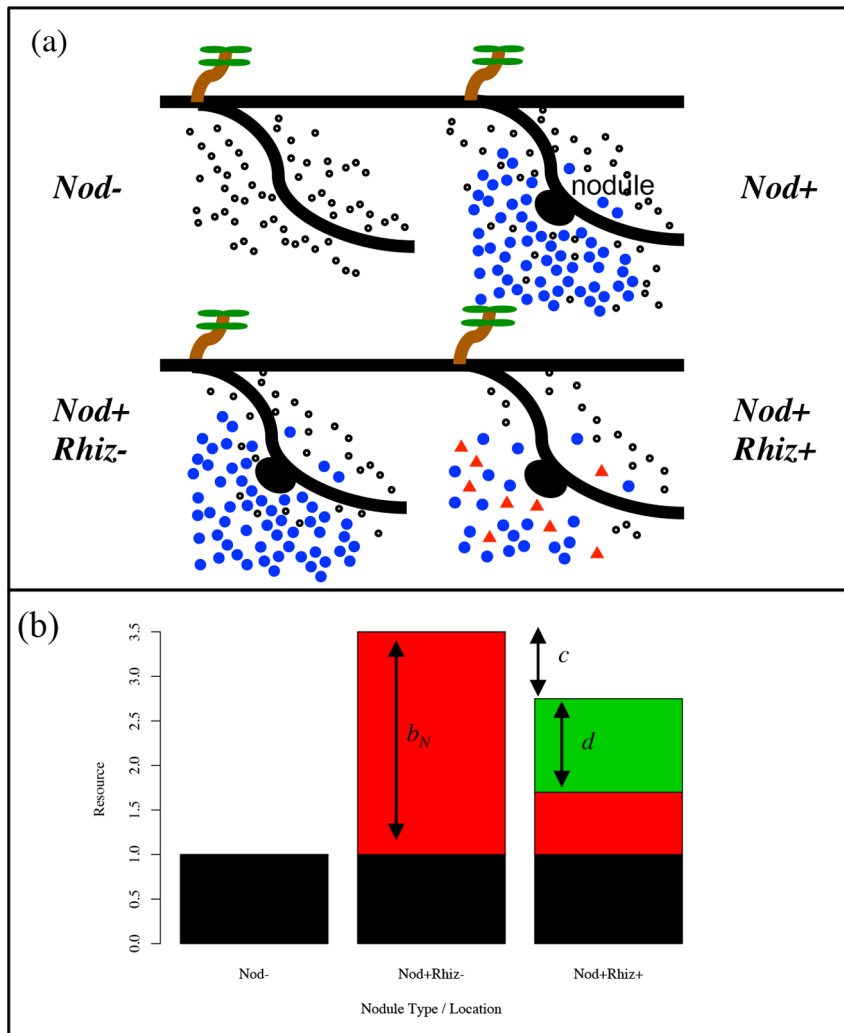 (a)
Nod-
nodule
Nod+
Nod+
Rhiz-
Nod+
Rhiz+
(b)
3.5
3.0
2.5
2.0
1.5
1.0
0.5
0.0
Resource
b_N
c
d
Nod-
Nod+Rhiz-
Nod+Rhiz+
Nodule Type / Location